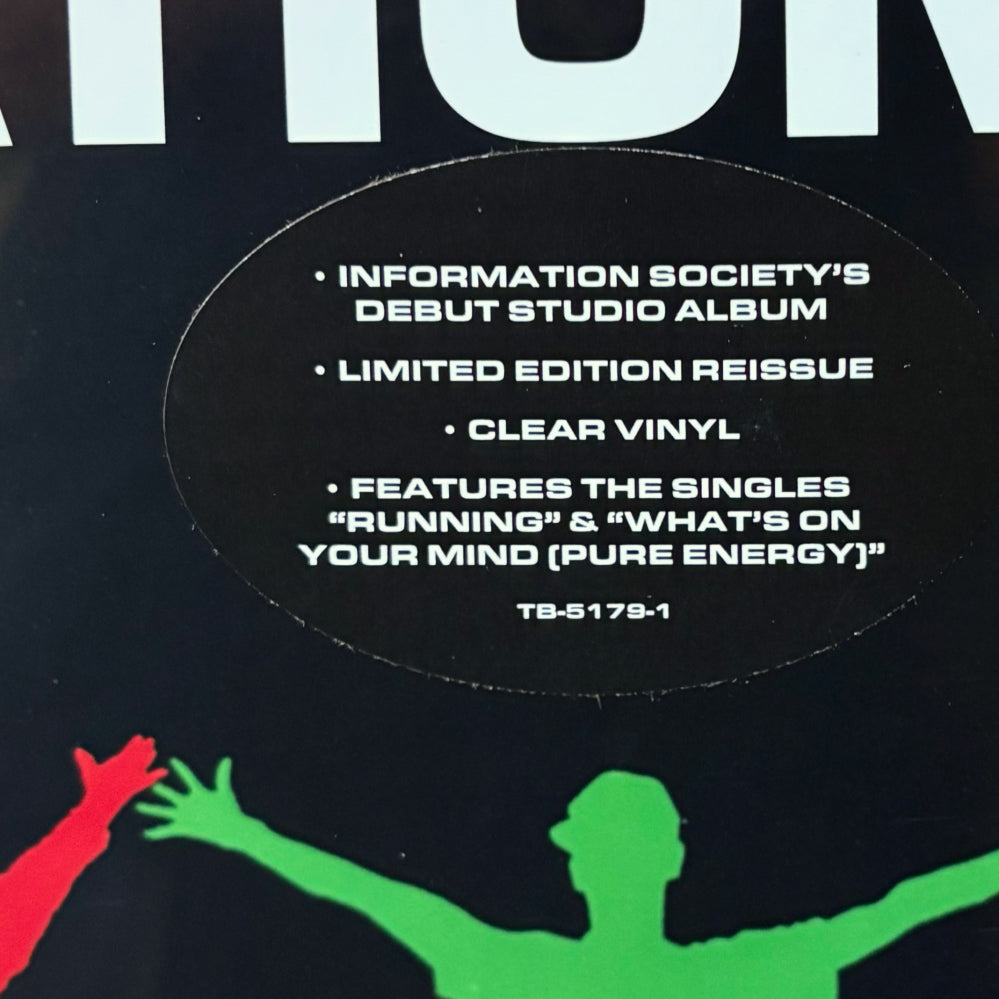 ATION
• INFORMATION SOCIETY'S
DEBUT STUDIO ALBUM
• LIMITED EDITION REISSUE
• CLEAR VINYL
• FEATURES THE SINGLES
“RUNNING” & “WHAT'S ON
YOUR MIND (PURE ENERGY)”
TB-5179-1